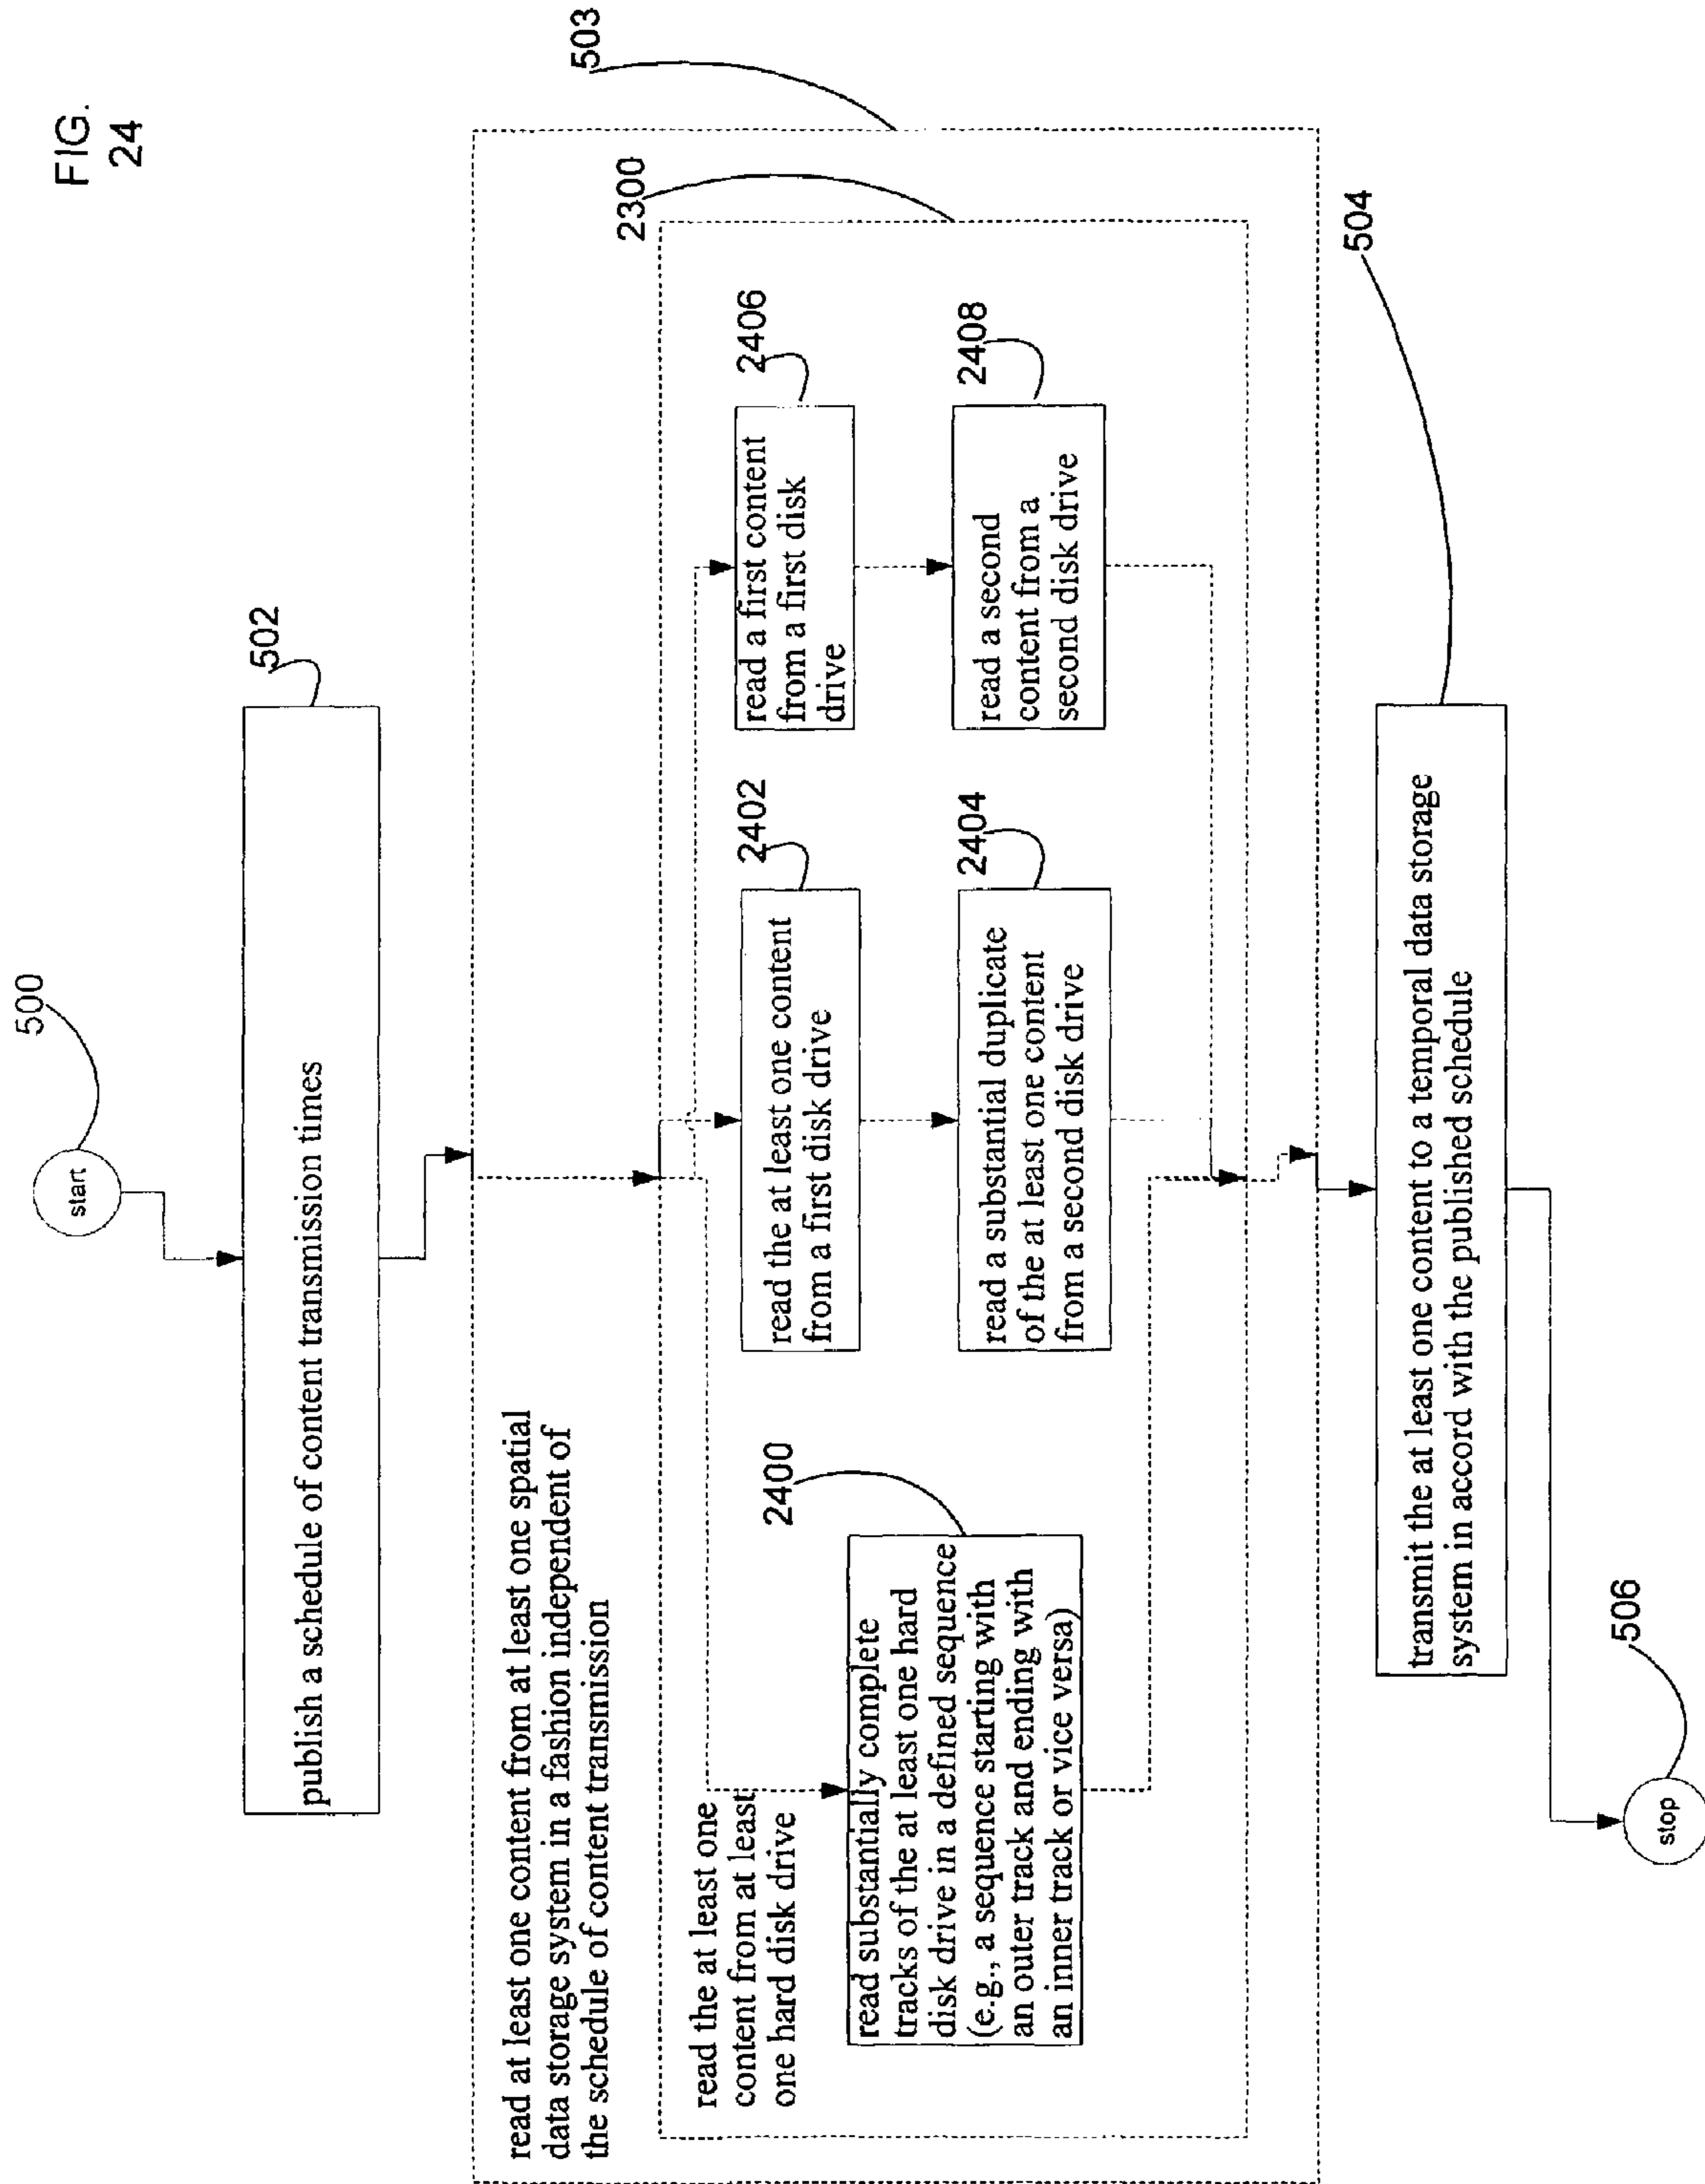 FIG.
24
500
start
502
publish a schedule of content transmission times
503
read at least one content from at least one spatial
data storage system in a fashion independent of
the schedule of content transmission
2300
read the at least one
content from at least
one hard disk drive
2400
read substantially complete
tracks of the at least one hard
disk drive in a defined sequence
(e.g., a sequence starting with
an outer track and ending with
an inner track or vice versa)
2402
read the at least one content
from a first disk drive
2404
read a substantial duplicate
of the at least one content
from a second disk drive
2406
read a first content
from a first disk
drive
2408
read a second
content from a
second disk drive
504
transmit the at least one content to a temporal data storage
system in accord with the published schedule
506
stop